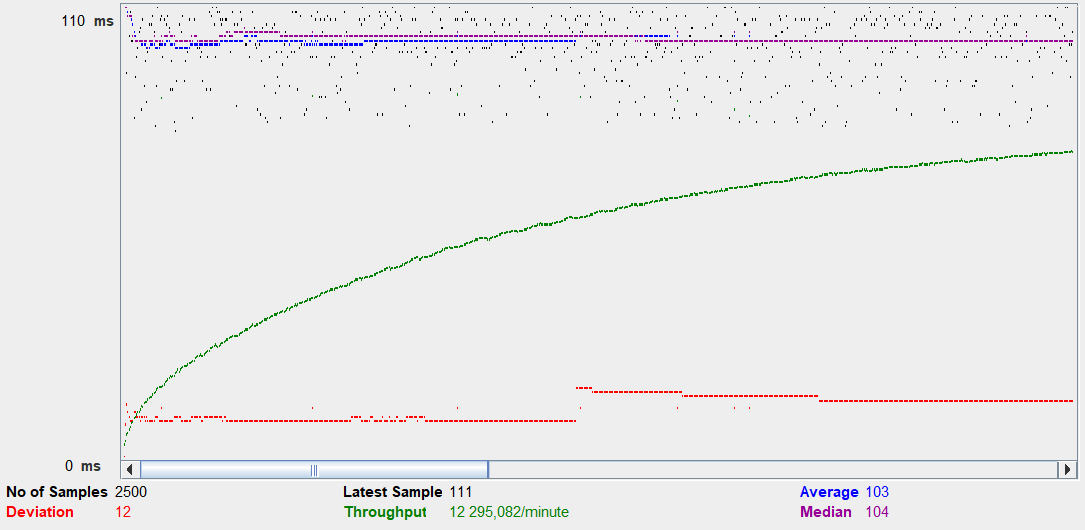 110 ms
0 ms
No of Samples 2500 Latest Sample 111 Average 103
Deviation 12 Throughput 12 295,082/minute Median 104